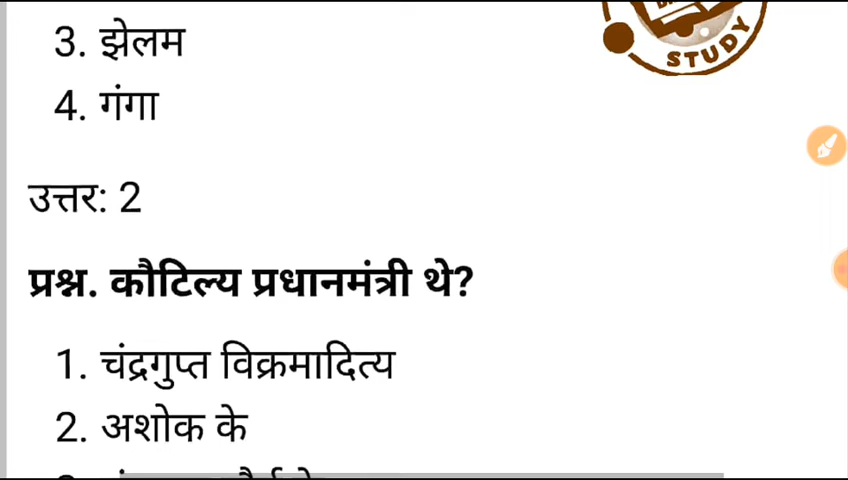 STUDY
3. झेलम
4. गंगा
उत्तर: 2
प्रश्न. कौटिल्य प्रधानमंत्री थे?
1. चंद्रगुप्त विक्रमादित्य
2. अशोक के